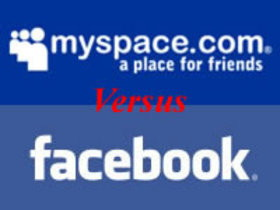 myspace.com®
a place for friends
Versus
facebook®